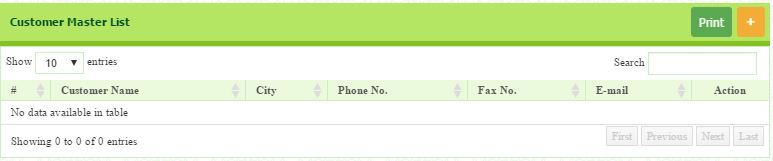 Customer Master List Print +
Show 10 entries Search
# Customer Name City Phone No. Fax No. E-mail Action
No data available in table
Showing 0 to 0 of 0 entries First Previous Next Last